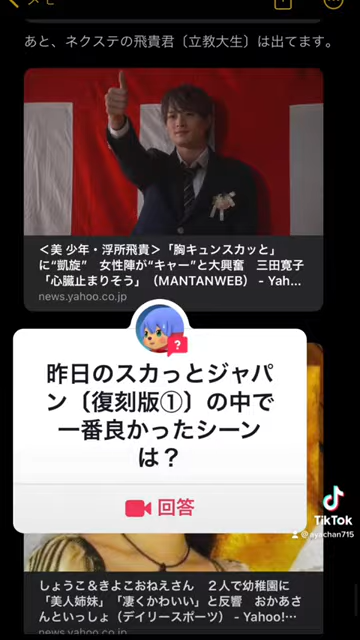 メモ
あと、ネクステの飛貴君〔立教大生〕は出てます。
＜美 少年・浮所飛貴＞「胸キュンスカッと」
に“凱旋” 女性陣が“キャー”と大興奮 三田寛子
「心臓止まりそう」（MANTANWEB） - Yah...
news.yahoo.co.jp
昨日のスカっとジャパ
ン〔復刻版①〕の中で
一番良かったシーン
は？
回答
TikTok
@ayachan715
しょうこ＆きよこおねえさん ２人で幼稚園に
「美人姉妹」「凄くかわいい」と反響 おかあさ
んといっしょ（デイリースポーツ） - Yahoo!...
news.yahoo.co.jp